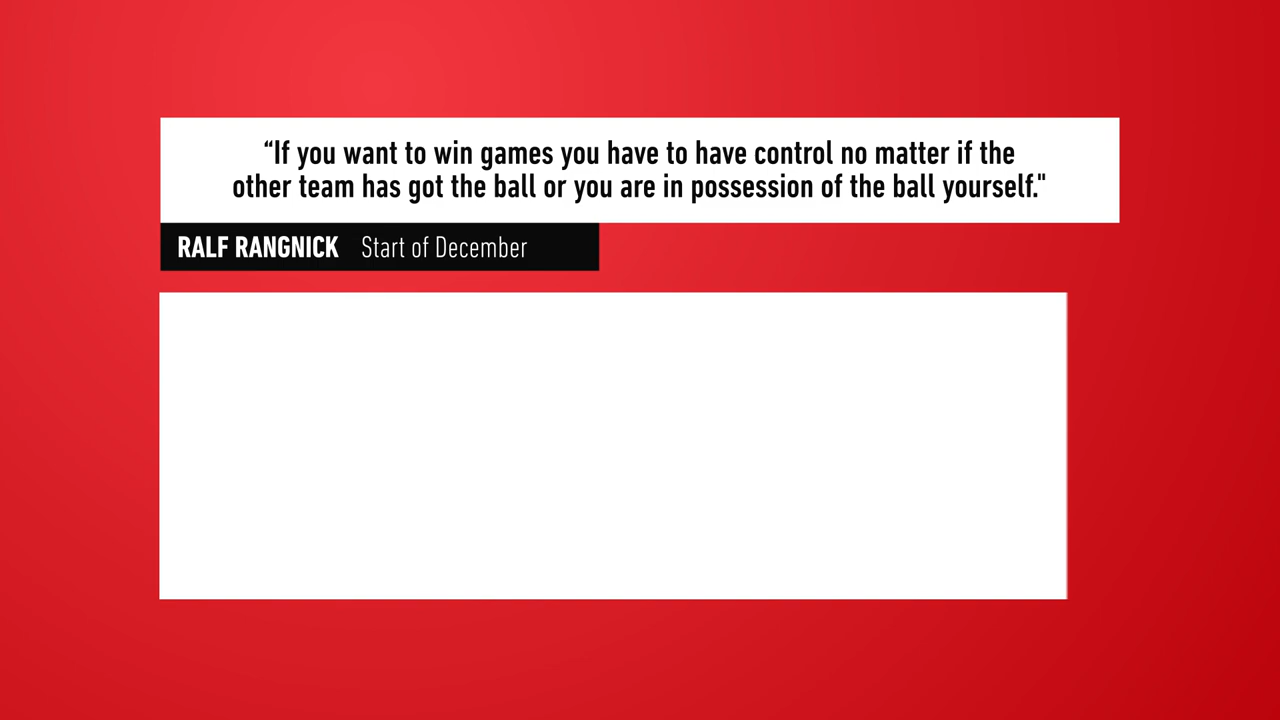 “If you want to win games you have to have control no matter if the
other team has got the ball or you are in possession of the ball yourself."
RALF RANGNICK Start of December